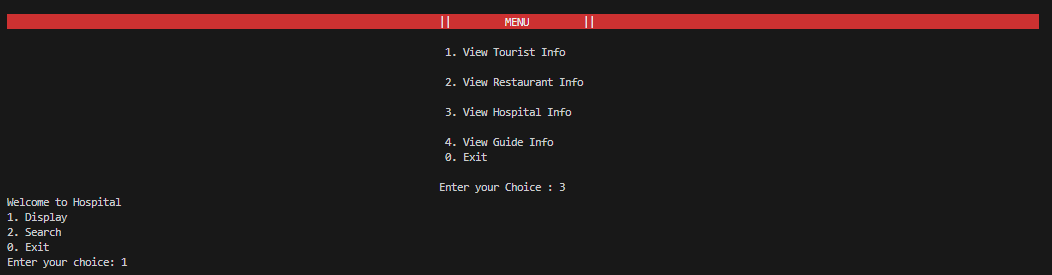 ||         MENU         ||
1. View Tourist Info
2. View Restaurant Info
3. View Hospital Info
4. View Guide Info
0. Exit
Enter your Choice : 3
Welcome to Hospital
1. Display
2. Search
0. Exit
Enter your choice: 1